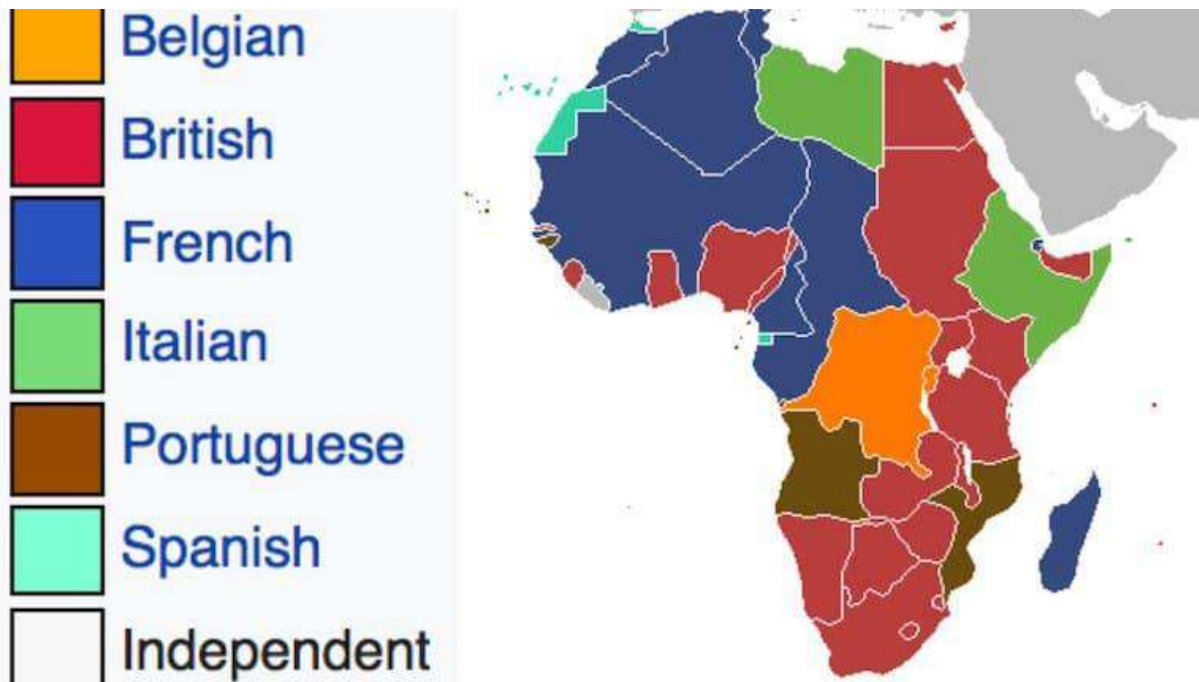 Belgian
British
French
Italian
Portuguese
Spanish
Independent